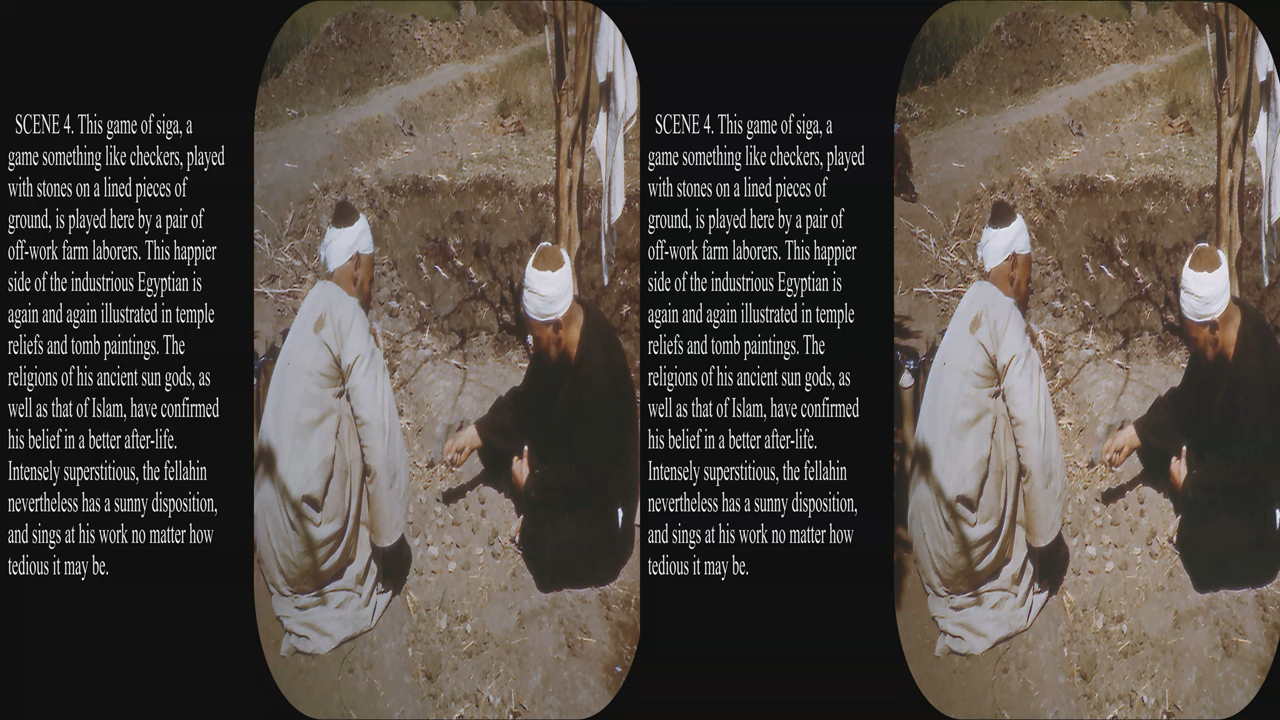 SCENE 4. This game of siga, a
game something like checkers, played
with stones on a lined pieces of
ground, is played here by a pair of
off-work farm laborers. This happier
side of the industrious Egyptian is
again and again illustrated in temple
reliefs and tomb paintings. The
religions of his ancient sun gods, as
well as that of Islam, have confirmed
his belief in a better after-life.
Intensely superstitious, the fellahin
nevertheless has a sunny disposition,
and sings at his work no matter how
tedious it may be.
SCENE 4. This game of siga, a
game something like checkers, played
with stones on a lined pieces of
ground, is played here by a pair of
off-work farm laborers. This happier
side of the industrious Egyptian is
again and again illustrated in temple
reliefs and tomb paintings. The
religions of his ancient sun gods, as
well as that of Islam, have confirmed
his belief in a better after-life.
Intensely superstitious, the fellahin
nevertheless has a sunny disposition,
and sings at his work no matter how
tedious it may be.